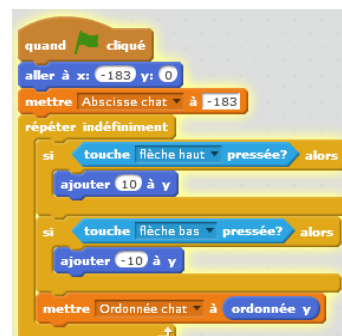 quand cliqué
aller à x: -183 y: 0
mettre Abscisse chat à -183
répéter indéfiniment
si touche flèche haut pressée? alors
ajouter 10 à y
si touche flèche bas pressée? alors
ajouter -10 à y
mettre Ordonnée chat à ordonnée y